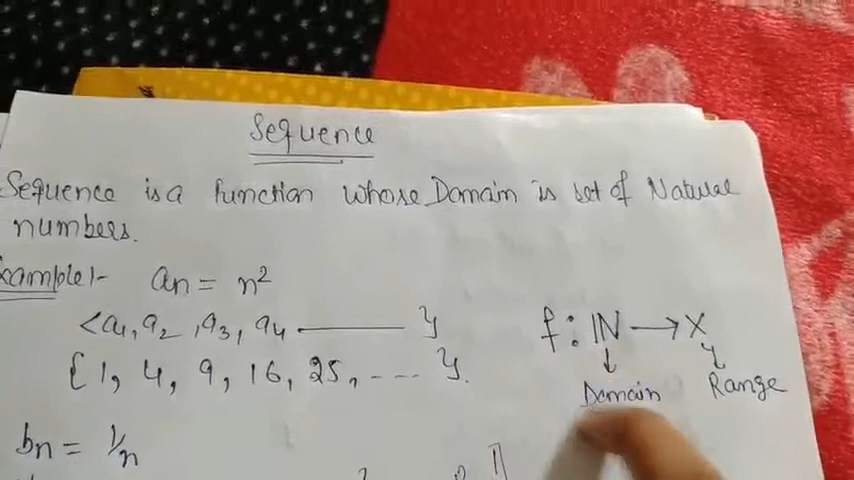 Sequence
Sequence is a function whose Domain is set of Natural
numbers.
Example:- an = n²
<a1, a2, a3, a4 ——— }
{1, 4, 9, 16, 25, ---- }.
f: ℕ → X
↓ ↓
Domain Range
bn = 1/n